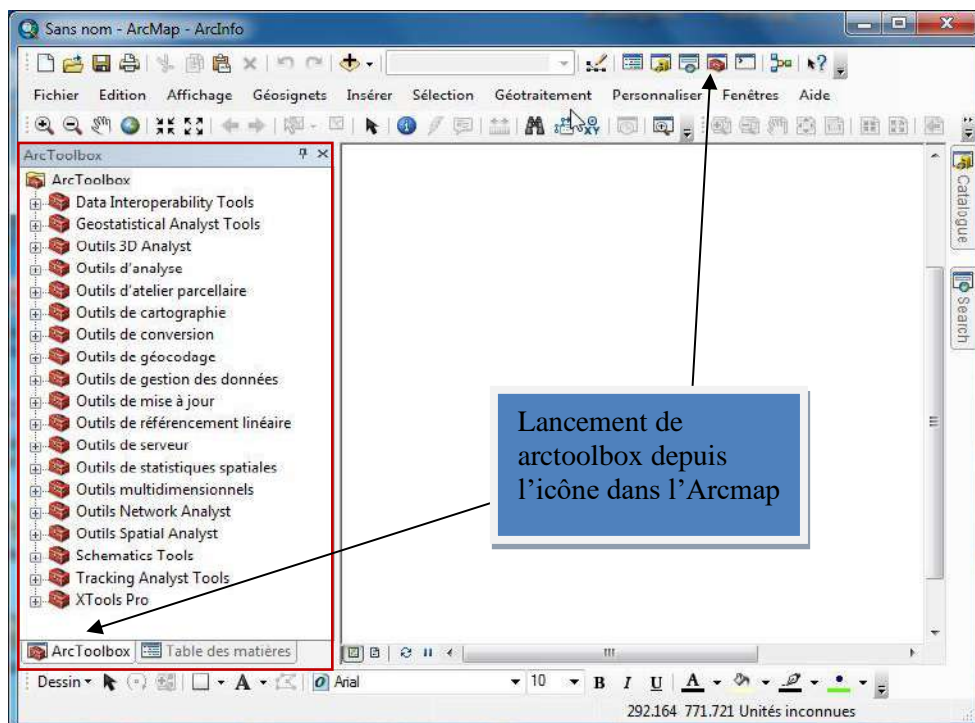 Sans nom - ArcMap - ArcInfo
Fichier Edition Affichage Géosignets Insérer Sélection Géotraitement Personnaliser Fenêtres Aide
ArcToolbox
ArcToolbox
Data Interoperability Tools
Geostatistical Analyst Tools
Outils 3D Analyst
Outils d'analyse
Outils d'atelier parcellaire
Outils de cartographie
Outils de conversion
Outils de géocodage
Outils de gestion des données
Outils de mise à jour
Outils de référencement linéaire
Outils de serveur
Outils de statistiques spatiales
Outils multidimensionnels
Outils Network Analyst
Outils Spatial Analyst
Schematics Tools
Tracking Analyst Tools
XTools Pro
Catalogue
Search
Lancement de
arctoolbox depuis
l’icône dans l’Arcmap
ArcToolbox Table des matières
Dessin A Arial 10 B I U A
292.164 771.721 Unités inconnues